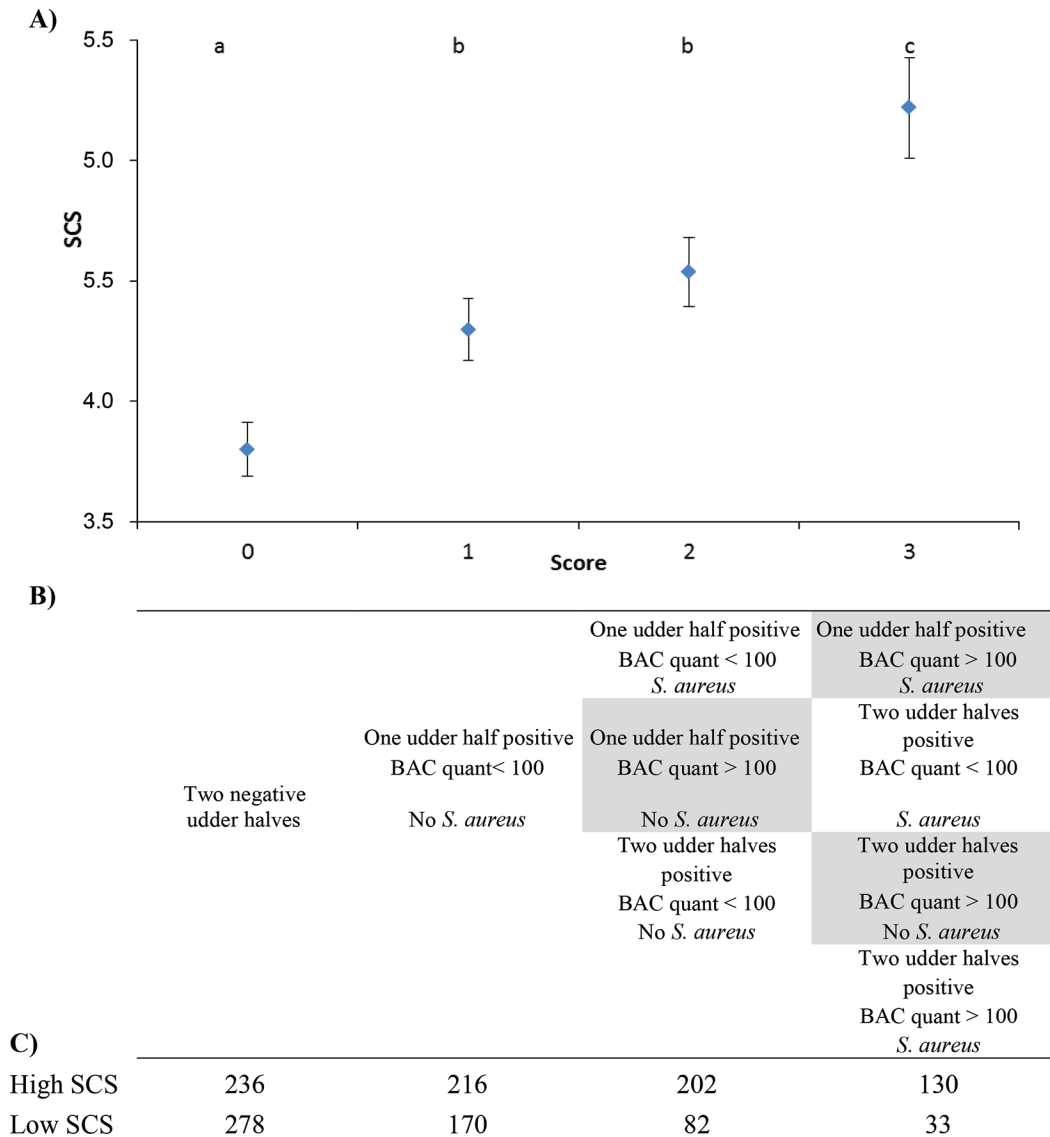 A)
5.5
a
b
b
c
5.0
SCS
5.5
4.0
3.5
0
1
2
3
Score
B)
One udder half positive
BAC quant < 100
S. aureus
One udder half positive
BAC quant > 100
S. aureus
Two negative
udder halves
One udder half positive
BAC quant< 100
No S. aureus
One udder half positive
BAC quant > 100
No S. aureus
Two udder halves
positive
BAC quant < 100
S. aureus
Two udder halves
positive
BAC quant < 100
No S. aureus
Two udder halves
positive
BAC quant > 100
No S. aureus
Two udder halves
positive
BAC quant > 100
S. aureus
C)
High SCS 236 216 202 130
Low SCS 278 170 82 33